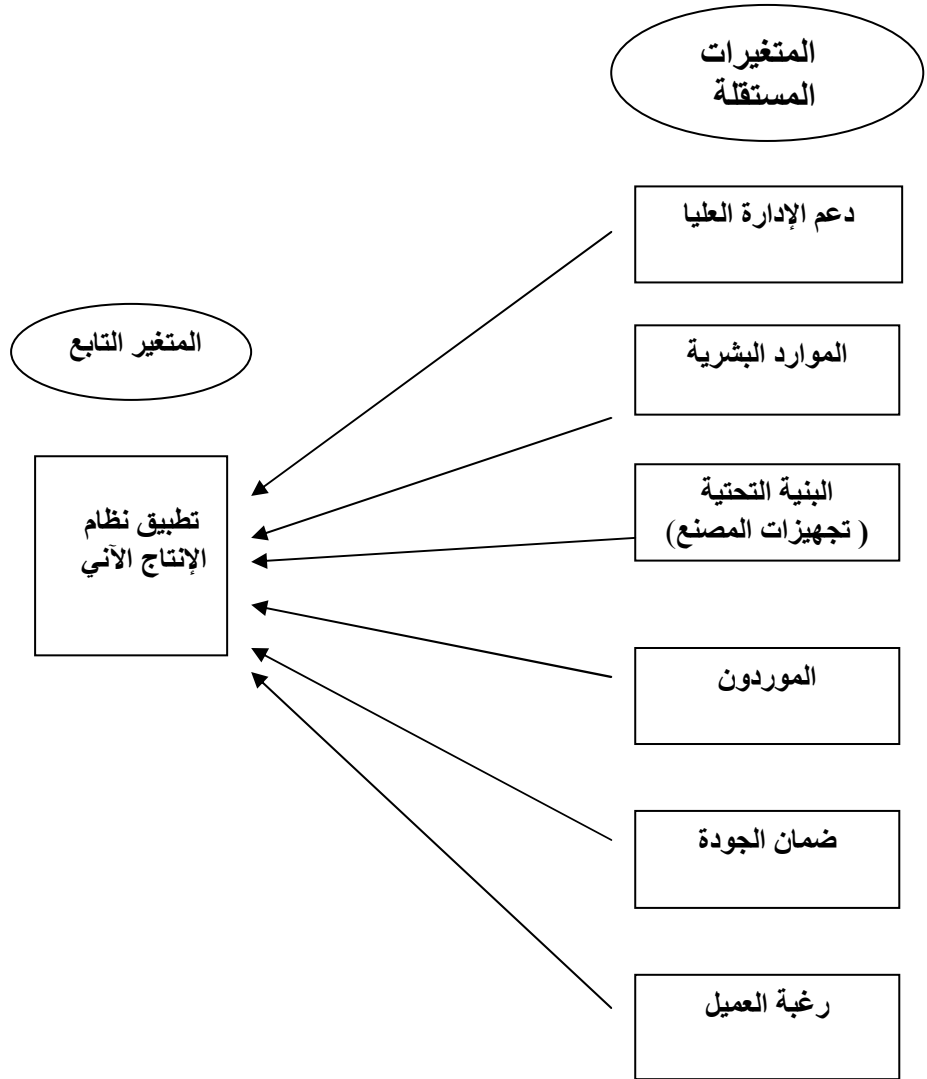 المتغيرات
المستقلة
دعم الإدارة العليا
المتغير التابع
الموارد البشرية
البنية التحتية
( تجهيزات المصنع)
تطبيق نظام
الإنتاج الآني
الموردون
ضمان الجودة
رغبة العميل